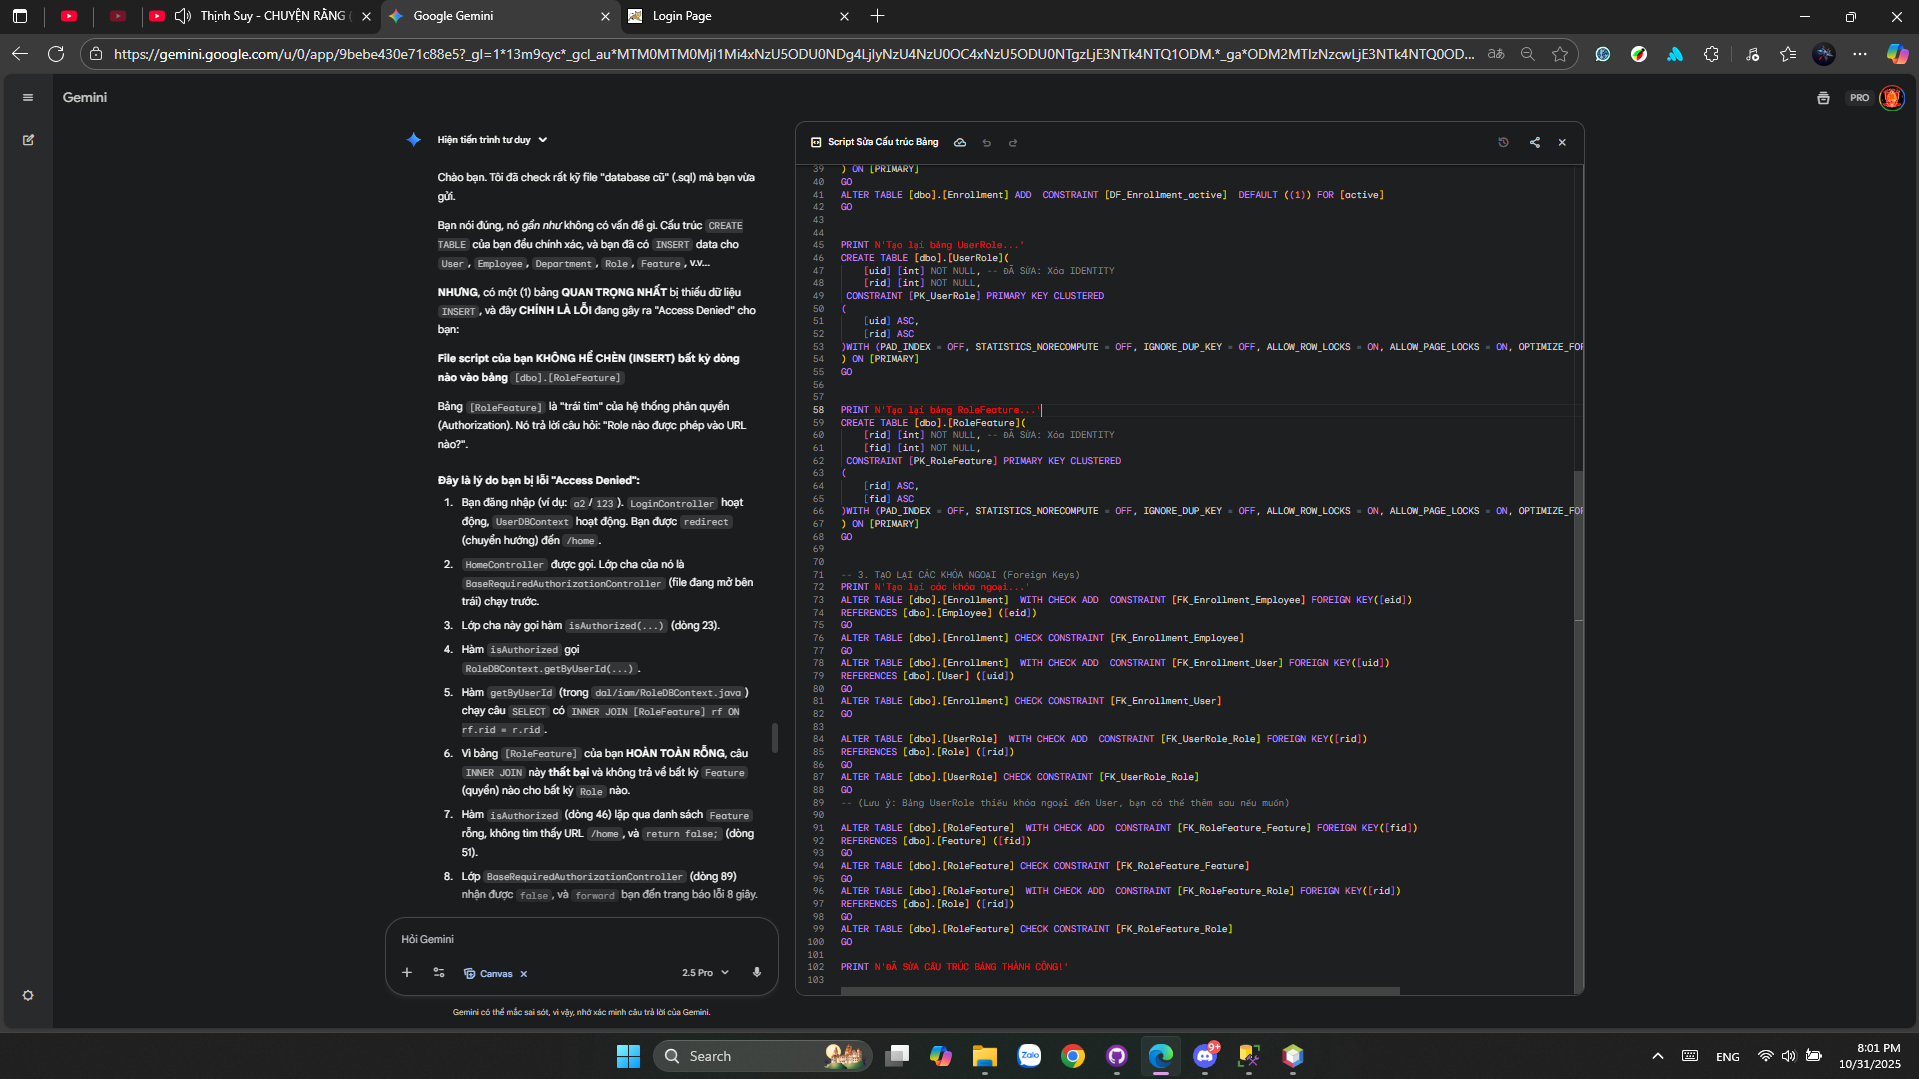 Thịnh Suy - CHUYỆN RẰNG (
Google Gemini
Login Page
https://gemini.google.com/u/0/app/9bebe430e71c88e5?_gl=1*13m9cyc*_gcl_au*
Gemini
PRO
Hiện tiến trình tư duy
Chào bạn. Tôi đã check rất kỹ file "database cũ" (.sql) mà bạn vừa
gửi.
Bạn nói đúng, nó gần như không có vấn đề gì. Cấu trúc CREATE
TABLE của bạn đều chính xác, và bạn đã có INSERT data cho
User, Employee, Department, Role, Feature, v.v...
NHƯNG, có một (1) bảng QUAN TRỌNG NHẤT bị thiếu dữ liệu
INSERT, và đây CHÍNH LÀ LỖI đang gây ra "Access Denied" cho
bạn:
File script của bạn KHÔNG HỀ CHÈN (INSERT) bất kỳ dòng
nào vào bảng [dbo].[RoleFeature]
Bảng [RoleFeature] là "trái tim" của hệ thống phân quyền
(Authorization). Nó trả lời câu hỏi: "Role nào được phép vào URL
nào?".
Đây là lý do bạn bị lỗi "Access Denied":
1. Bạn đăng nhập (ví dụ: a2 / 123). LoginController hoạt
động, UserDBContext hoạt động. Bạn được redirect
(chuyển hướng) đến /home.
2. HomeController được gọi. Lớp cha của nó là
BaseRequiredAuthorizationController (file đang mở bên
trái) chạy trước.
3. Lớp cha này gọi hàm isAuthorized(...) (dòng 23).
4. Hàm isAuthorized gọi
RoleDBContext.getByUserId(...).
5. Hàm getByUserId (trong dal/iam/RoleDBContext.java)
chạy câu SELECT có INNER JOIN [RoleFeature] rf ON
rf.rid = r.rid.
6. Vì bảng [RoleFeature] của bạn HOÀN TOÀN RỖNG, câu
INNER JOIN này thất bại và không trả về bất kỳ Feature
(quyền) nào cho bất kỳ Role nào.
7. Hàm isAuthorized (dòng 46) lặp qua danh sách Feature
rỗng, không tìm thấy URL /home, và return false; (dòng
51).
8. Lớp BaseRequiredAuthorizationController (dòng 89)
nhận được false, và forward bạn đến trang báo lỗi 8 giây.
Hỏi Gemini
Canvas
2.5 Pro
Gemini có thể mắc sai sót, vì vậy, nhớ xác minh câu trả lời của Gemini.
Script Sửa Cấu trúc Bảng
39 ) ON [PRIMARY]
40 GO
41 ALTER TABLE [dbo].[Enrollment] ADD  CONSTRAINT [DF_Enrollment_active]  DEFAULT ((1)) FOR [active]
42 GO
43
44
45 PRINT N'Tạo lại bảng UserRole...'
46 CREATE TABLE [dbo].[UserRole](
47 [uid] [int] NOT NULL, -- ĐÃ SỬA: Xóa IDENTITY
48 [rid] [int] NOT NULL,
49 CONSTRAINT [PK_UserRole] PRIMARY KEY CLUSTERED
50 (
51 [uid] ASC,
52 [rid] ASC
53 )WITH (PAD_INDEX = OFF, STATISTICS_NORECOMPUTE = OFF, IGNORE_DUP_KEY = OFF, ALLOW_ROW_LOCKS = ON, ALLOW_PAGE_LOCKS = ON, OPTIMIZE_FOR
54 ) ON [PRIMARY]
55 GO
56
57
58 PRINT N'Tạo lại bảng RoleFeature...'
59 CREATE TABLE [dbo].[RoleFeature](
60 [rid] [int] NOT NULL, -- ĐÃ SỬA: Xóa IDENTITY
61 [fid] [int] NOT NULL,
62 CONSTRAINT [PK_RoleFeature] PRIMARY KEY CLUSTERED
63 (
64 [rid] ASC,
65 [fid] ASC
66 )WITH (PAD_INDEX = OFF, STATISTICS_NORECOMPUTE = OFF, IGNORE_DUP_KEY = OFF, ALLOW_ROW_LOCKS = ON, ALLOW_PAGE_LOCKS = ON, OPTIMIZE_FOR
67 ) ON [PRIMARY]
68 GO
69
70
71 -- 3. TẠO LẠI CÁC KHÓA NGOẠI (Foreign Keys)
72 PRINT N'Tạo lại các khóa ngoại...'
73 ALTER TABLE [dbo].[Enrollment]  WITH CHECK ADD  CONSTRAINT [FK_Enrollment_Employee] FOREIGN KEY([eid])
74 REFERENCES [dbo].[Employee] ([eid])
75 GO
76 ALTER TABLE [dbo].[Enrollment] CHECK CONSTRAINT [FK_Enrollment_Employee]
77 GO
78 ALTER TABLE [dbo].[Enrollment]  WITH CHECK ADD  CONSTRAINT [FK_Enrollment_User] FOREIGN KEY([uid])
79 REFERENCES [dbo].[User] ([uid])
80 GO
81 ALTER TABLE [dbo].[Enrollment] CHECK CONSTRAINT [FK_Enrollment_User]
82 GO
83
84 ALTER TABLE [dbo].[UserRole]  WITH CHECK ADD  CONSTRAINT [FK_UserRole_Role] FOREIGN KEY([rid])
85 REFERENCES [dbo].[Role] ([rid])
86 GO
87 ALTER TABLE [dbo].[UserRole] CHECK CONSTRAINT [FK_UserRole_Role]
88 GO
89 -- (Lưu ý: Bảng UserRole thiếu khóa ngoại đến User, bạn có thể thêm sau nếu muốn)
90
91 ALTER TABLE [dbo].[RoleFeature]  WITH CHECK ADD  CONSTRAINT [FK_RoleFeature_Feature] FOREIGN KEY([fid])
92 REFERENCES [dbo].[Feature] ([fid])
93 GO
94 ALTER TABLE [dbo].[RoleFeature] CHECK CONSTRAINT [FK_RoleFeature_Feature]
95 GO
96 ALTER TABLE [dbo].[RoleFeature]  WITH CHECK ADD  CONSTRAINT [FK_RoleFeature_Role] FOREIGN KEY([rid])
97 REFERENCES [dbo].[Role] ([rid])
98 GO
99 ALTER TABLE [dbo].[RoleFeature] CHECK CONSTRAINT [FK_RoleFeature_Role]
100 GO
101
102 PRINT N'ĐÃ SỬA CẤU TRÚC BẢNG THÀNH CÔNG!'
103
Search
Zalo
9+
ENG
8:01 PM
10/31/2025